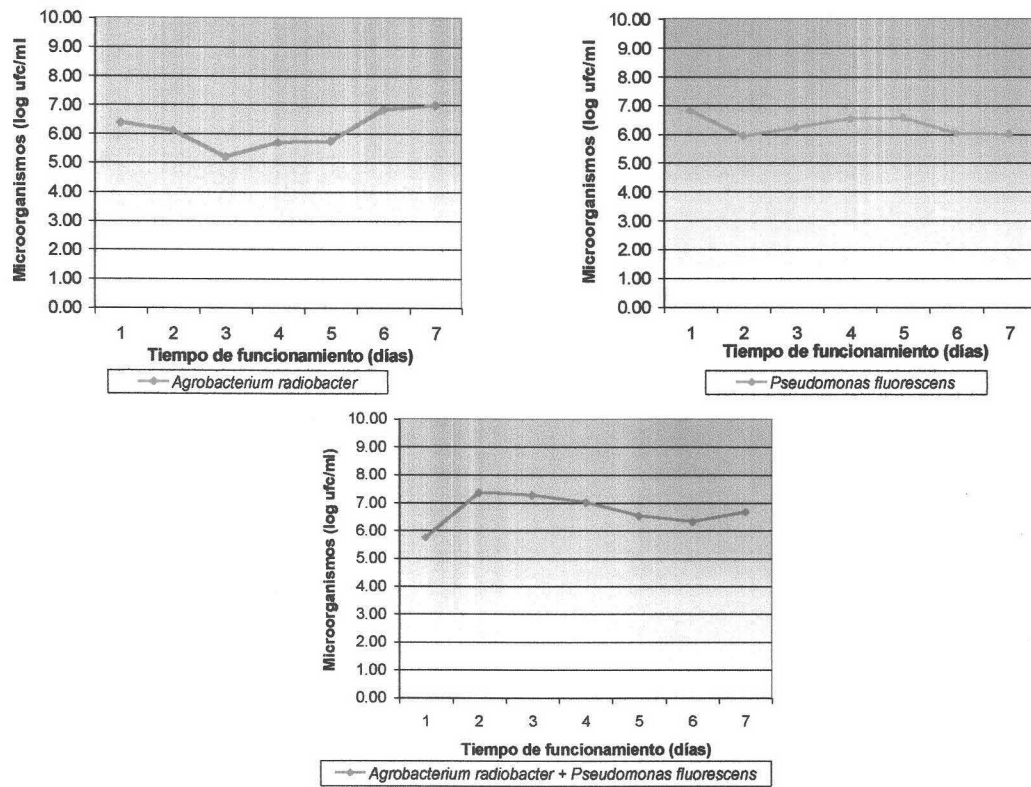 Microorganismos (log ufc/ml)
10.00
9.00
8.00
7.00
6.00
5.00
4.00
3.00
2.00
1.00
0.00
1 2 3 4 5 6 7
Tiempo de funcionamiento (días)
Agrobacterium radiobacter
Microorganismos (log ufc/ml
10.00
9.00
8.00
7.00
6.00
5.00
4.00
3.00
2.00
1.00
0.00
1 2 3 4 5 6 7
Tiempo de funcionamiento (días)
Pseudomonas fluorescens
Microorganismos (log ufc/ml)
10.00
9.00
8.00
7.00
6.00
5.00
4.00
3.00
2.00
1.00
0.00
1 2 3 4 5 6 7
Tiempo de funcionamiento (días)
Agrobacterium radiobacter + Pseudomonas fluorescens